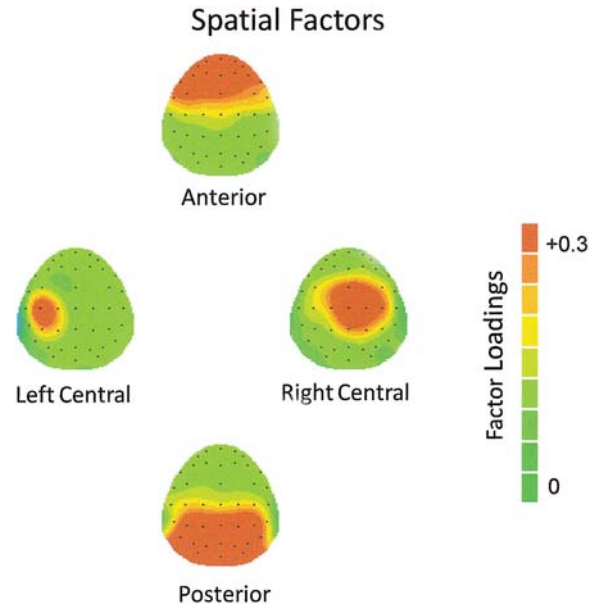 Spatial Factors
Anterior
Left Central
Right Central
Posterior
Factor Loadings
+0.3
0